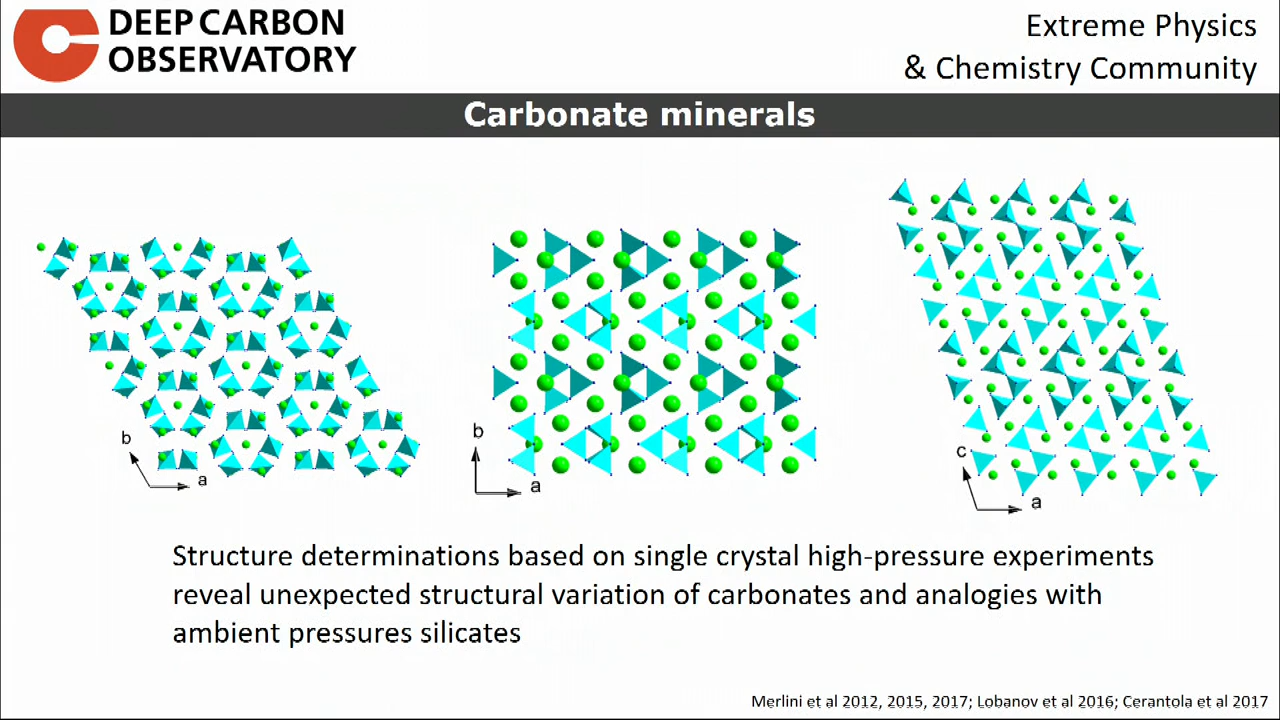 DEEP CARBON
OBSERVATORY
Extreme Physics
& Chemistry Community
Carbonate minerals
b
a
b
a
c
a
Structure determinations based on single crystal high-pressure experiments
reveal unexpected structural variation of carbonates and analogies with
ambient pressures silicates
Merlini et al 2012, 2015, 2017; Lobanov et al 2016; Cerantola et al 2017